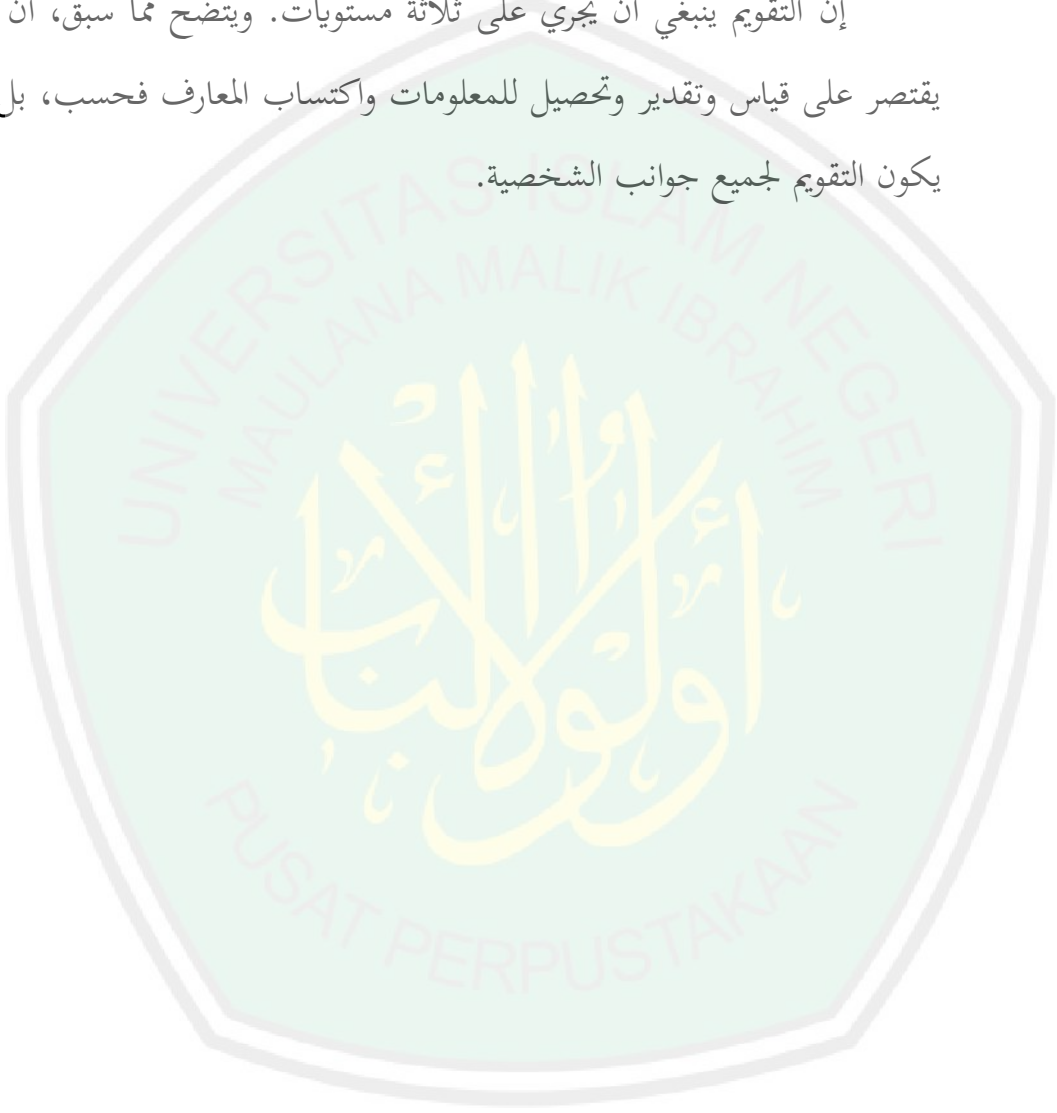 إن التقويم ينبغي أن يجري على ثلاثة مستويات. ويتضح مما سبق، أن
يقتصر على قياس وتقدير وتحصيل للمعلومات واكتساب المعارف فحسب، بل
يكون التقويم لجميع جوانب الشخصية.
UNIVERSITAS ISLAM NEGERI
MAULANA MALIK IBRAHIM
أولوا الألباب
PUSAT PERPUSTAKAAN